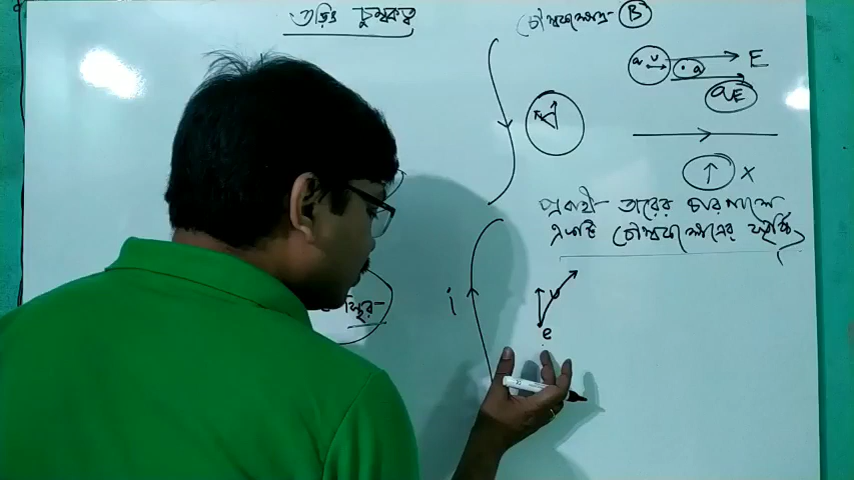 তড়িৎ চুম্বকত্ব
চৌম্বকক্ষেত্র B
a v E
a
qE
x
প্রবাহী তারের চারপাশে
একটি চৌম্বকক্ষেত্রের
স্থির
i
v
e